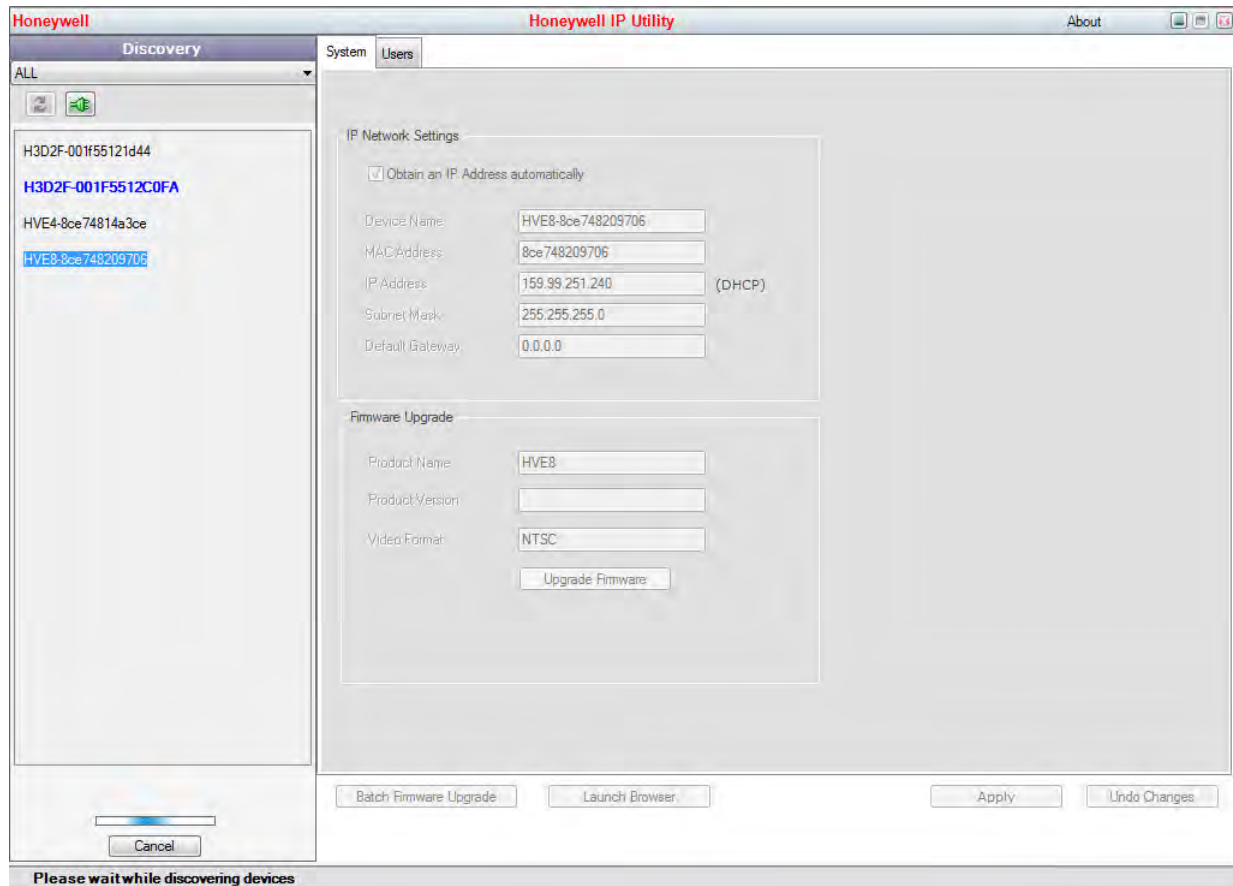 Honeywell Honeywell IP Utility About
Discovery
System Users
ALL
H3D2F-001f55121d44
H3D2F-001F5512C0FA
HVE4-8ce74814a3ce
HVE8-8ce748209706
IP Network Settings
Obtain an IP Address automatically
Device Name HVE8-8ce748209706
MAC Address 8ce748209706
IP Address 159.99.251.240 (DHCP)
Subnet Mask 255.255.255.0
Default Gateway 0.0.0.0
Firmware Upgrade
Product Name HVE8
Product Version
Video Format NTSC
Upgrade Firmware
Batch Firmware Upgrade Launch Browser Apply Undo Changes
Cancel
Please wait while discovering devices